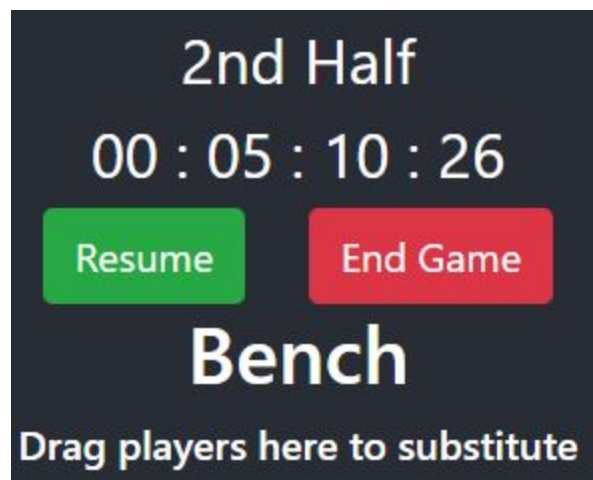 2nd Half
00 : 05 : 10 : 26
Resume End Game
Bench
Drag players here to substitute